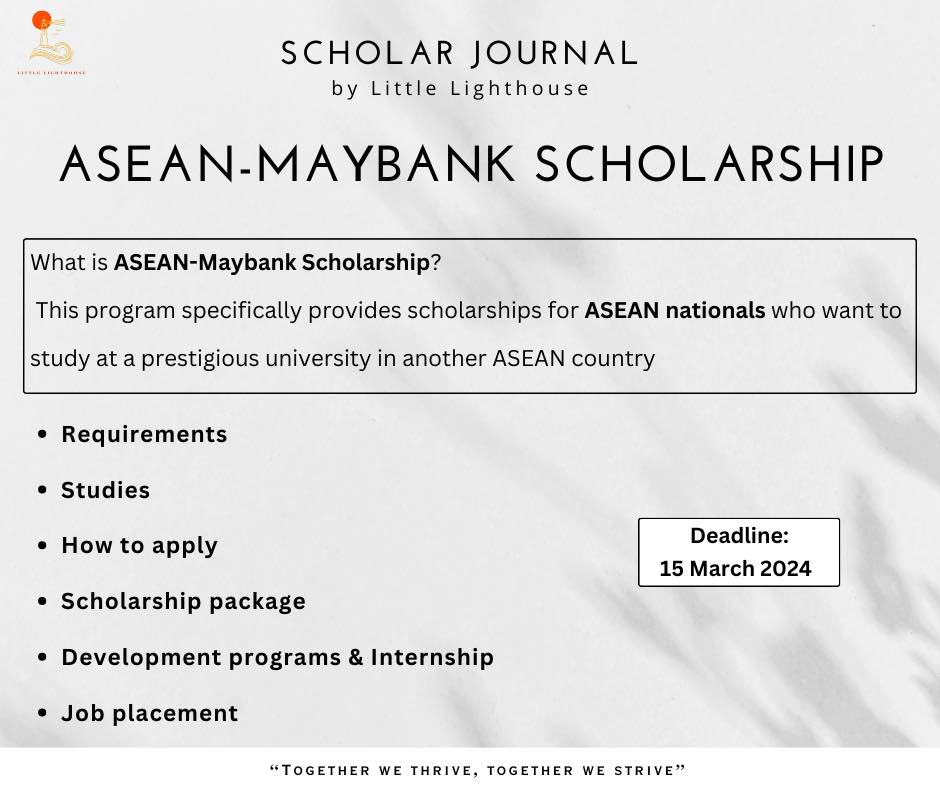 LITTLE LIGHTHOUSE
SCHOLAR JOURNAL
by Little Lighthouse
ASEAN-MAYBANK SCHOLARSHIP
What is ASEAN-Maybank Scholarship?
This program specifically provides scholarships for ASEAN nationals who want to
study at a prestigious university in another ASEAN country
• Requirements
• Studies
• How to apply
• Scholarship package
• Development programs & Internship
• Job placement
Deadline:
15 March 2024
“TOGETHER WE THRIVE, TOGETHER WE STRIVE”